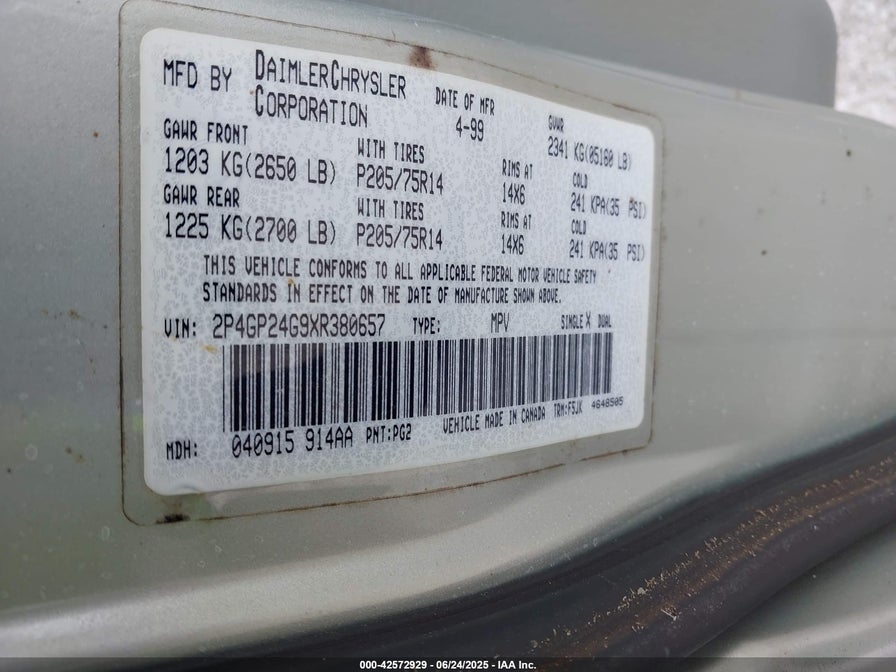 MFD BY DAIMLERCHRYSLER CORPORATION DATE OF MFR 4-99 GVWR 2341 KG(05160 LB)
GAWR FRONT WITH TIRES RIMS AT COLD
1203 KG(2650 LB) P205/75R14 14X6 241 KPA(35 PSI)
GAWR REAR WITH TIRES RIMS AT COLD
1225 KG(2700 LB) P205/75R14 14X6 241 KPA(35 PSI)
THIS VEHICLE CONFORMS TO ALL APPLICABLE FEDERAL MOTOR VEHICLE SAFETY
STANDARDS IN EFFECT ON THE DATE OF MANUFACTURE SHOWN ABOVE.
VIN: 2P4GP24G9XR380657 TYPE: MPV SINGLE X DUAL
MDH: 040915 914AA PNT:PG2 VEHICLE MADE IN CANADA TRM:F5JK 4648505
000-42572929 - 06/24/2025 - IAA Inc.